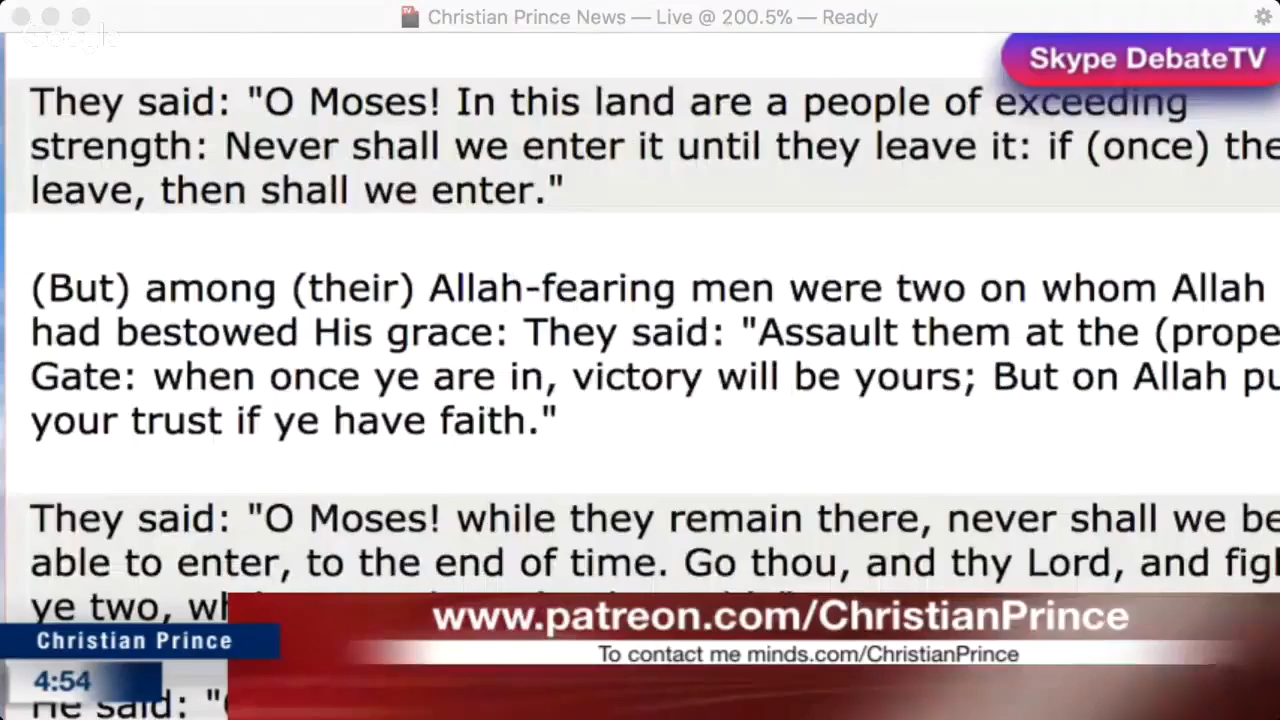 Christian Prince News — Live @ 200.5% — Ready
Google
Skype DebateTV
They said: "O Moses! In this land are a people of exceeding
strength: Never shall we enter it until they leave it: if (once) the
leave, then shall we enter."
(But) among (their) Allah-fearing men were two on whom Allah
had bestowed His grace: They said: "Assault them at the (prope
Gate: when once ye are in, victory will be yours; But on Allah pu
your trust if ye have faith."
They said: "O Moses! while they remain there, never shall we be
able to enter, to the end of time. Go thou, and thy Lord, and figh
ye two,
www.patreon.com/ChristianPrince
Christian Prince
To contact me minds.com/ChristianPrince
4:54
He said: "